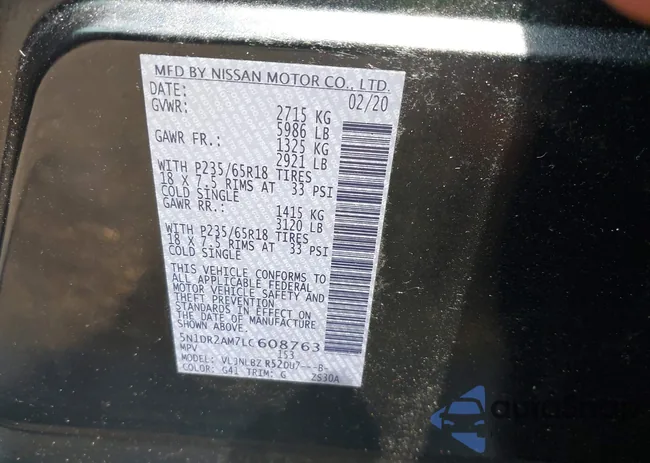 MFD BY NISSAN MOTOR CO., LTD.
DATE: 02/20
GVWR: 2715 KG
5986 LB
GAWR FR.: 1325 KG
2921 LB
WITH P235/65R18 TIRES
18 X 7.5 RIMS AT 33 PSI
COLD SINGLE
GAWR RR.: 1415 KG
3120 LB
WITH P235/65R18 TIRES
18 X 7.5 RIMS AT 33 PSI
COLD SINGLE
THIS VEHICLE CONFORMS TO
ALL APPLICABLE FEDERAL
MOTOR VEHICLE SAFETY AND
THEFT PREVENTION
STANDARDS IN EFFECT ON
THE DATE OF MANUFACTURE
SHOWN ABOVE.
5N1DR2AM7LC608763
MPV 153
MODEL: VL3NLBZ R52DU7---B-
COLOR: G41 TRIM: G 2S30A